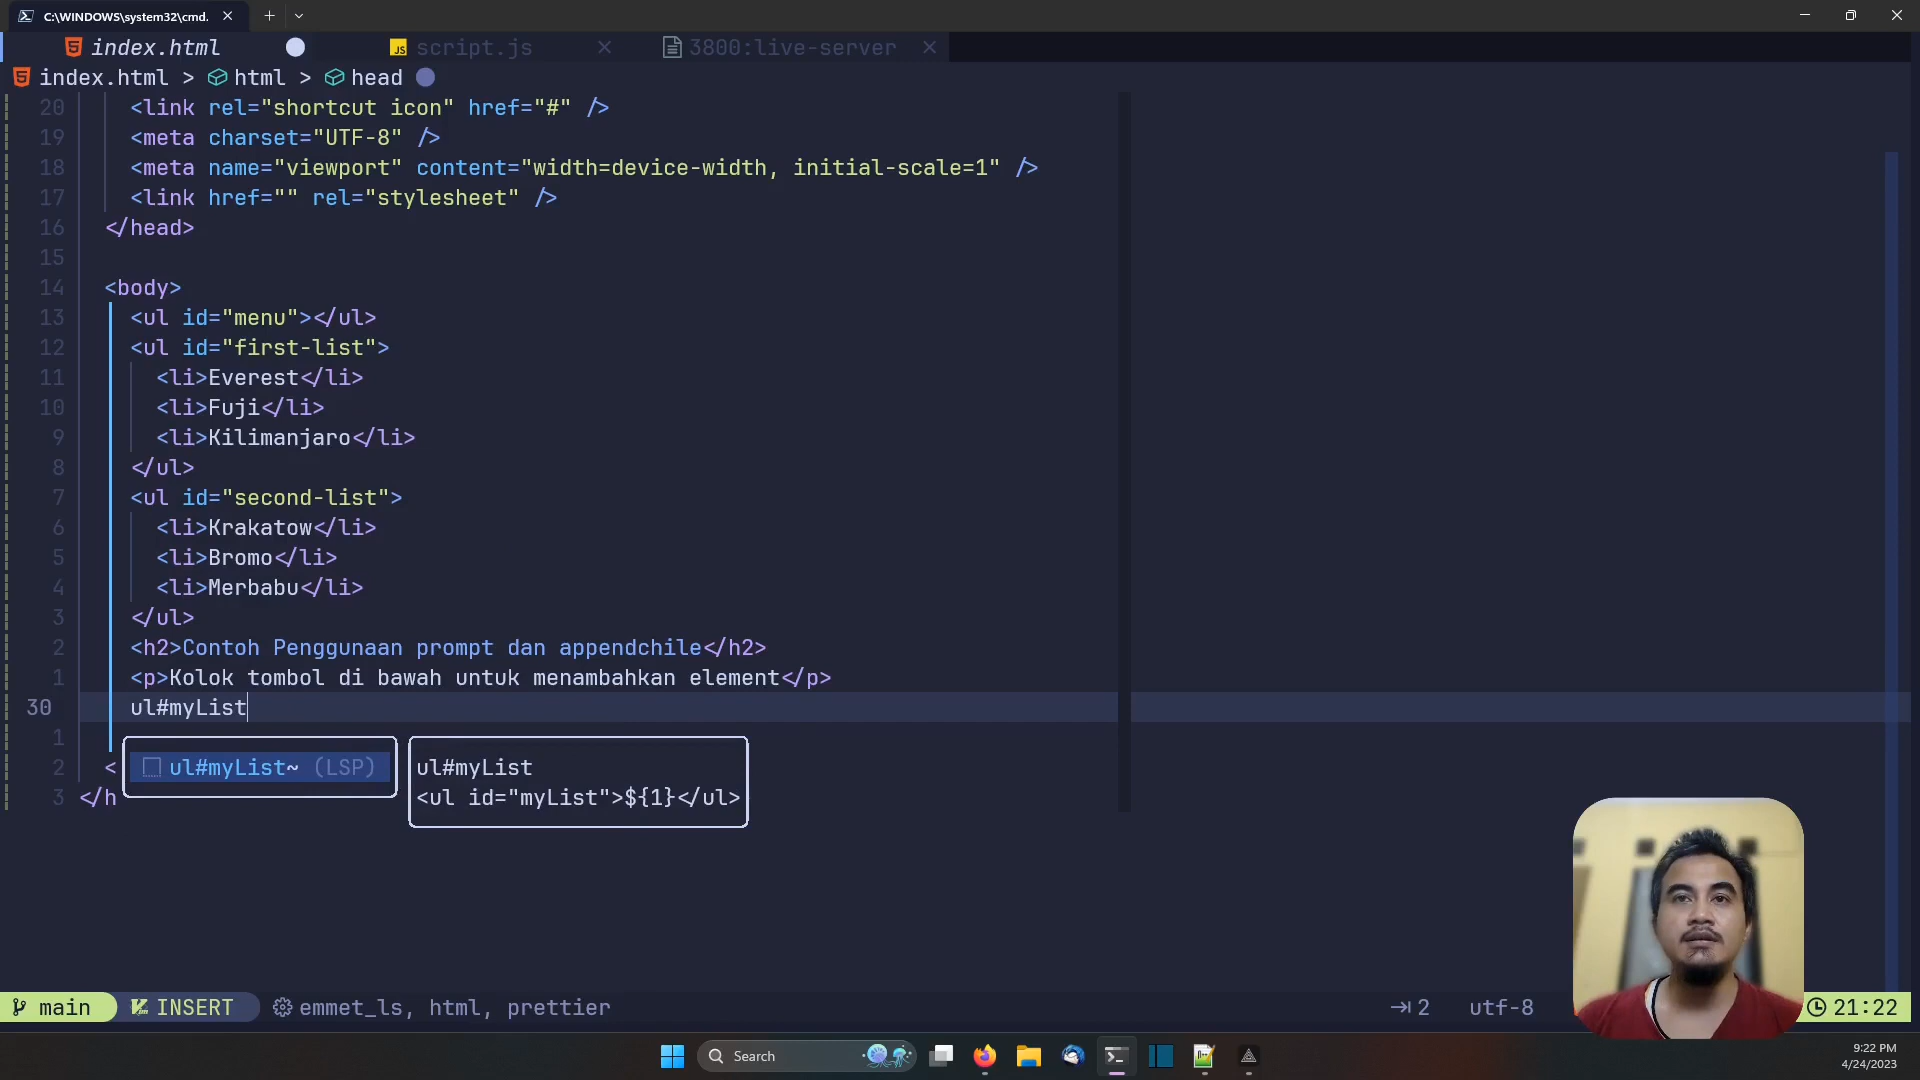 C:\WINDOWS\system32\cmd.
index.html script.js 3800:live-server
index.html > html > head
20 <link rel="shortcut icon" href="#" />
19 <meta charset="UTF-8" />
18 <meta name="viewport" content="width=device-width, initial-scale=1" />
17 <link href="" rel="stylesheet" />
16 </head>
15
14 <body>
13 <ul id="menu"></ul>
12 <ul id="first-list">
11 <li>Everest</li>
10 <li>Fuji</li>
9 <li>Kilimanjaro</li>
8 </ul>
7 <ul id="second-list">
6 <li>Krakatow</li>
5 <li>Bromo</li>
4 <li>Merbabu</li>
3 </ul>
2 <h2>Contoh Penggunaan prompt dan appendchile</h2>
1 <p>Kolok tombol di bawah untuk menambahkan element</p>
30 ul#myList
1
2 < ul#myList~ (LSP) ul#myList
3 </h <ul id="myList">${1}</ul>
main INSERT emmet_ls, html, prettier 2 utf-8 21:22
Search
9:22 PM
4/24/2023